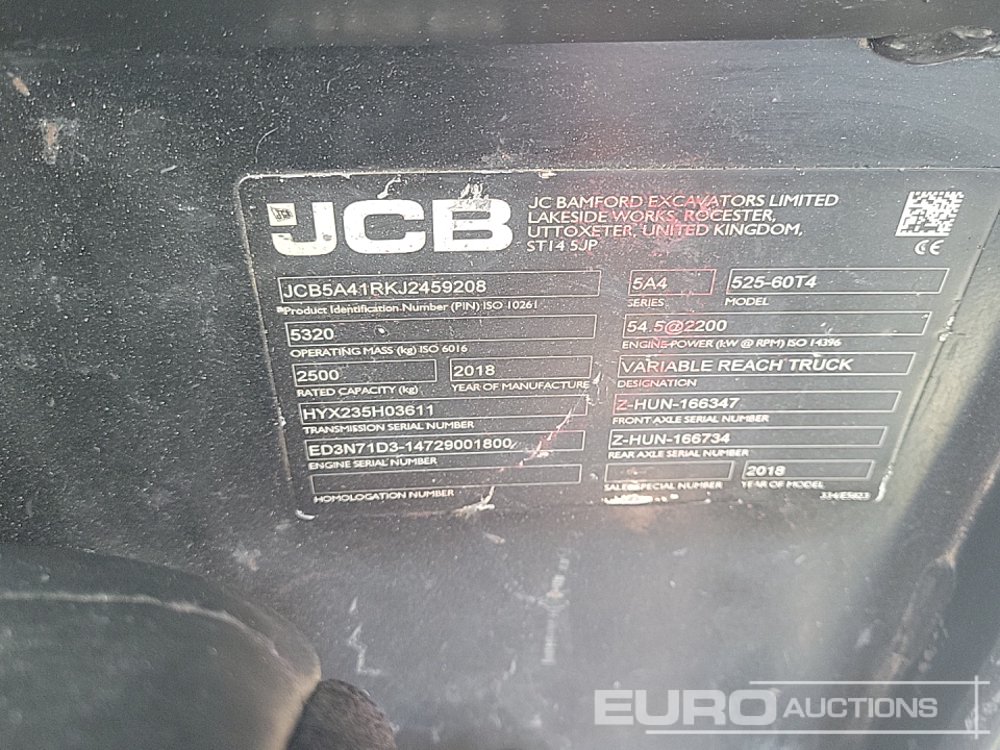 JCB
JC BAMFORD EXCAVATORS LIMITED
LAKESIDE WORKS, ROCESTER,
UTTOXETER, UNITED KINGDOM,
ST14 5JP
CE
JCB5A41RKJ2459208
Product Identification Number (PIN) ISO 10261
5A4
SERIES
525-60T4
MODEL
5320
OPERATING MASS (kg) ISO 6016
54.5@2200
ENGINE POWER (kW @ RPM) ISO 14396
2500
RATED CAPACITY (kg)
2018
YEAR OF MANUFACTURE
VARIABLE REACH TRUCK
DESIGNATION
HYX235H03611
TRANSMISSION SERIAL NUMBER
Z-HUN-166347
FRONT AXLE SERIAL NUMBER
ED3N71D3-14729001800
ENGINE SERIAL NUMBER
Z-HUN-166734
REAR AXLE SERIAL NUMBER
HOMOLOGATION NUMBER
SALES SPECIAL NUMBER
2018
YEAR OF MODEL
334/E5823
EURO AUCTIONS